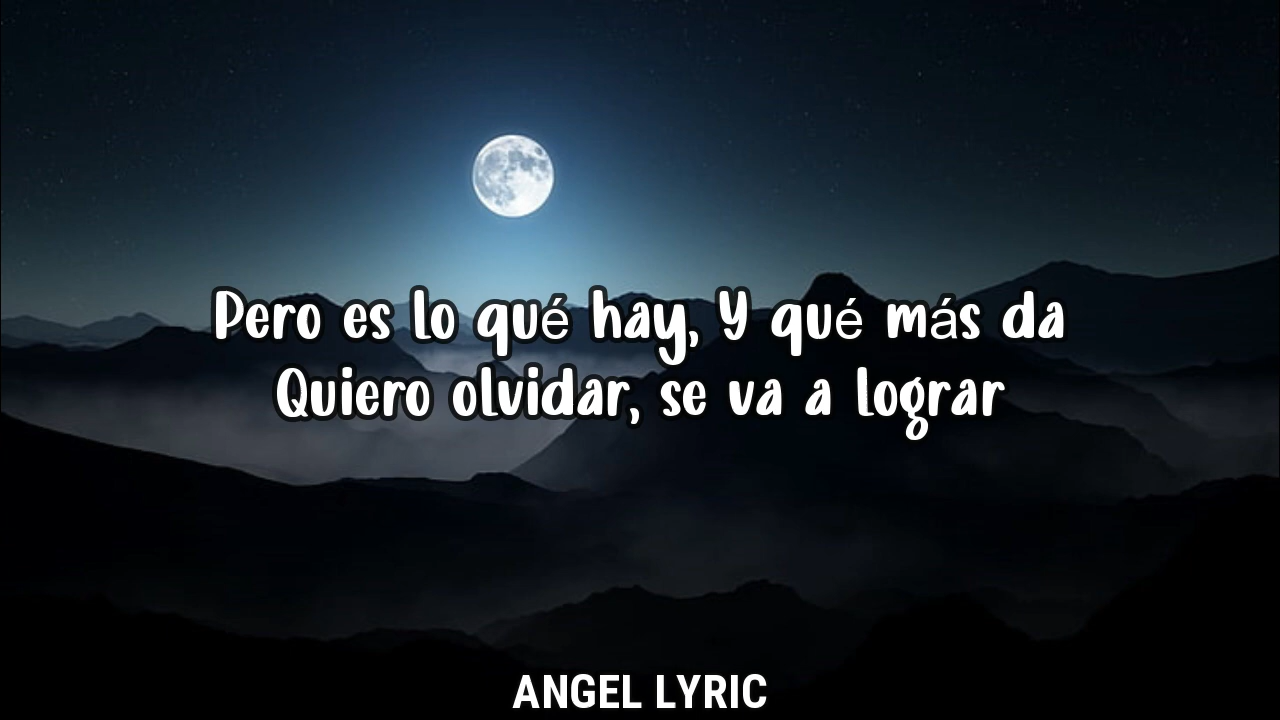 Pero es lo qué hay, Y qué más da
Quiero olvidar, se va a lograr
ANGEL LYRIC